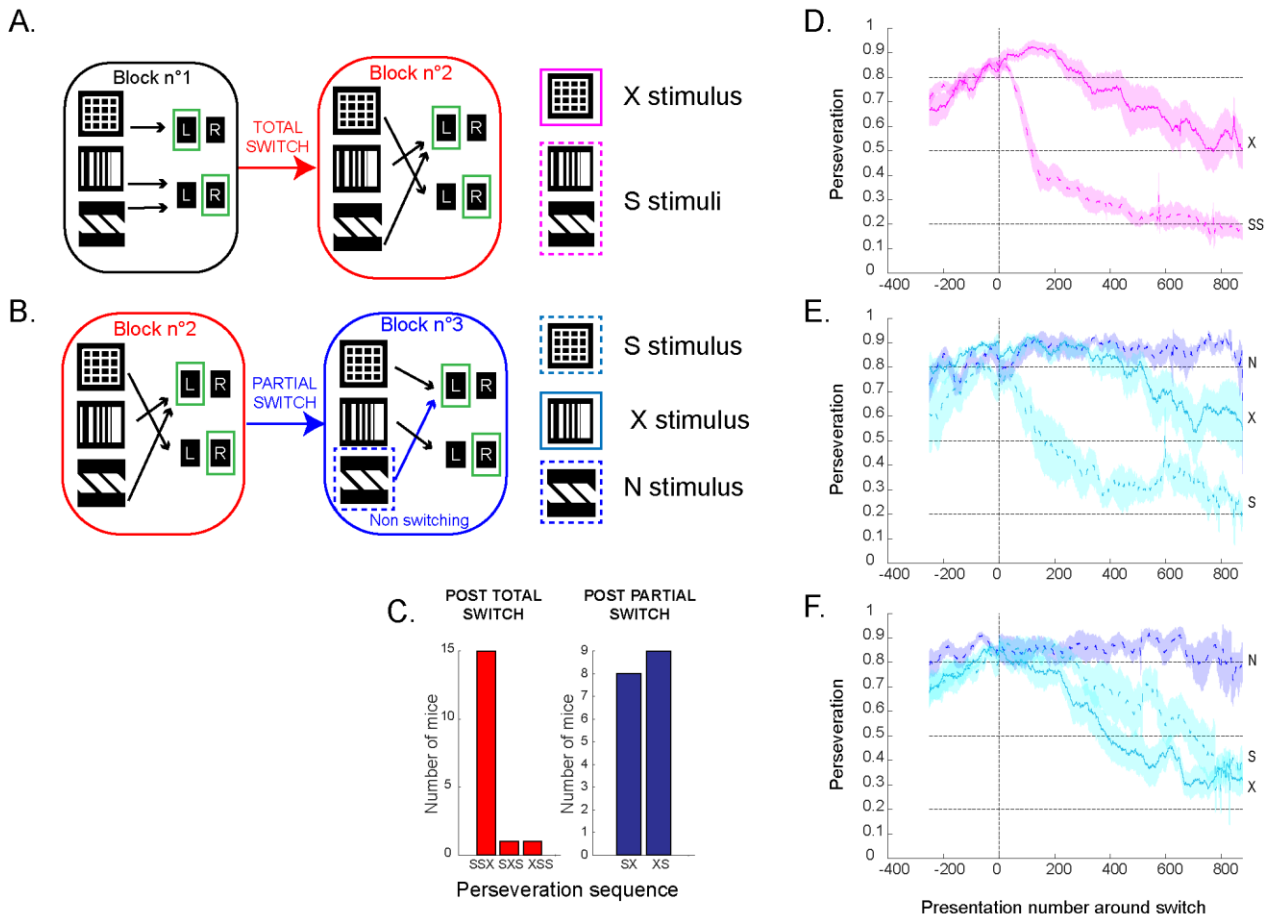 A.
Block n°1
L R
L R
TOTAL
SWITCH
Block n°2
L R
L R
X stimulus
S stimuli
B.
Block n°2
L R
L R
PARTIAL
SWITCH
Block n°3
L R
L R
Non switching
S stimulus
X stimulus
N stimulus
C.
POST TOTAL
SWITCH
Number of mice
15
10
5
0
SSX SXS XSS
POST PARTIAL
SWITCH
Number of mice
9
8
7
6
5
4
3
2
1
0
SX XS
Perseveration sequence
D.
Perseveration
1
0.9
0.8
0.7
0.6
0.5
0.4
0.3
0.2
0.1
0
-400 -200 0 200 400 600 800
X
SS
E.
Perseveration
1
0.9
0.8
0.7
0.6
0.5
0.4
0.3
0.2
0.1
0
-400 -200 0 200 400 600 800
N
X
S
F.
Perseveration
1
0.9
0.8
0.7
0.6
0.5
0.4
0.3
0.2
0.1
0
-400 -200 0 200 400 600 800
N
S
X
Presentation number around switch